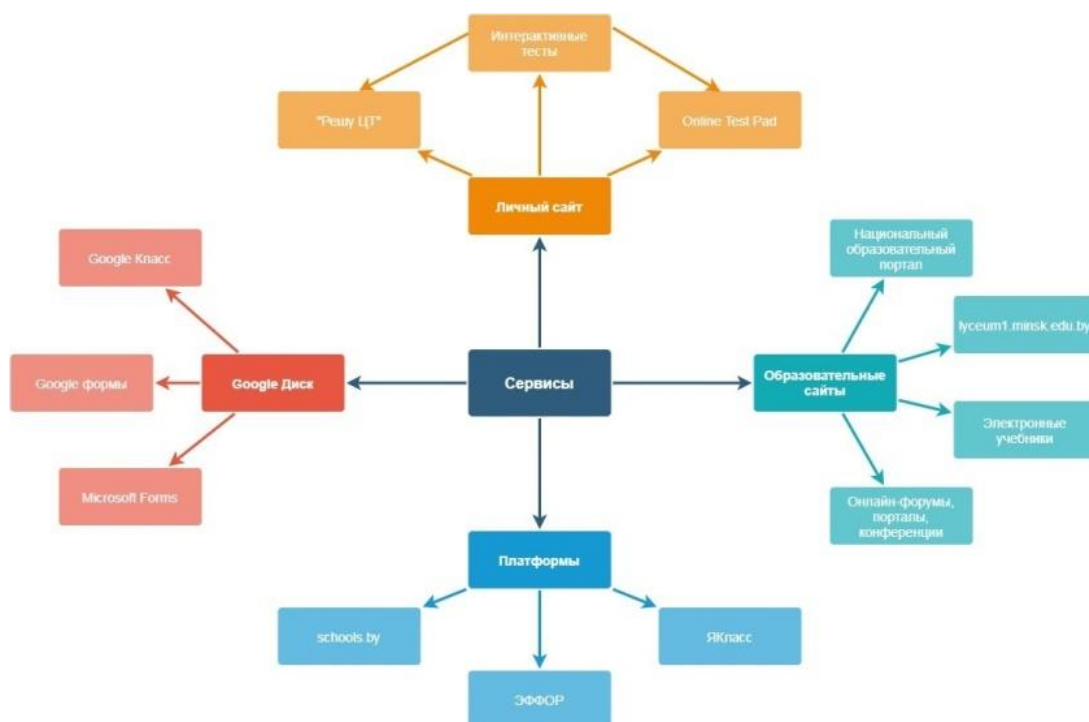 Интерактивные
тесты
"Решу ЦТ"
Online Test Pad
Личный сайт
Национальный
образовательный
портал
Google Класс
lyceum1.minsk.edu.by
Google формы
Google Диск
Сервисы
Образовательные
сайты
Электронные
учебники
Microsoft Forms
Онлайн-форумы,
порталы,
конференции
Платформы
schools.by
ЯКласс
ЭФФОР